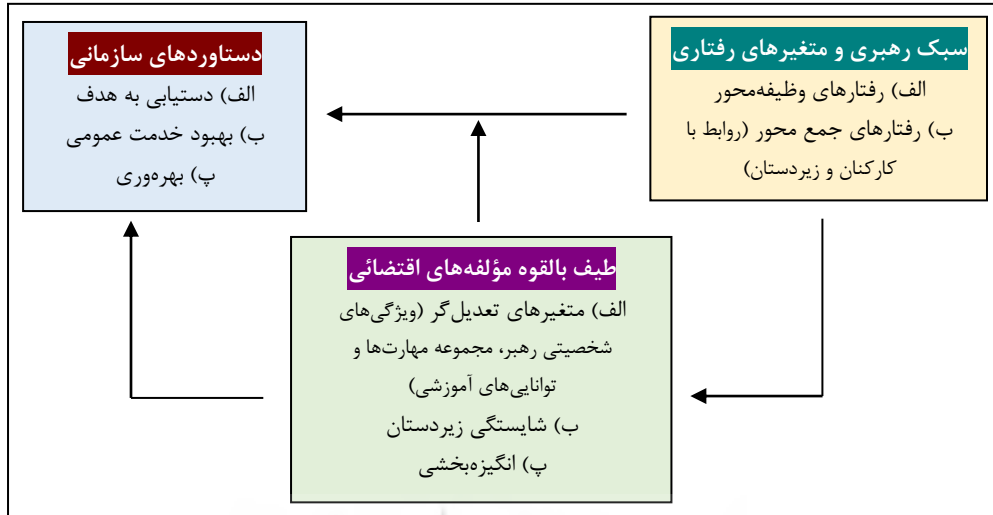 سبک رهبری و متغیرهای رفتاری
الف) رفتارهای وظیفه‌محور
ب) رفتارهای جمع محور (روابط با
کارکنان و زیردستان)
دستاوردهای سازمانی
الف) دستیابی به هدف
ب) بهبود خدمت عمومی
پ) بهره‌وری
طیف بالقوه مؤلفه‌های اقتضائی
الف) متغیرهای تعدیل‌گر (ویژگی‌های
شخصیتی رهبر، مجموعه مهارت‌ها و
توانایی‌های آموزشی)
ب) شایستگی زیردستان
پ) انگیزه‌بخشی